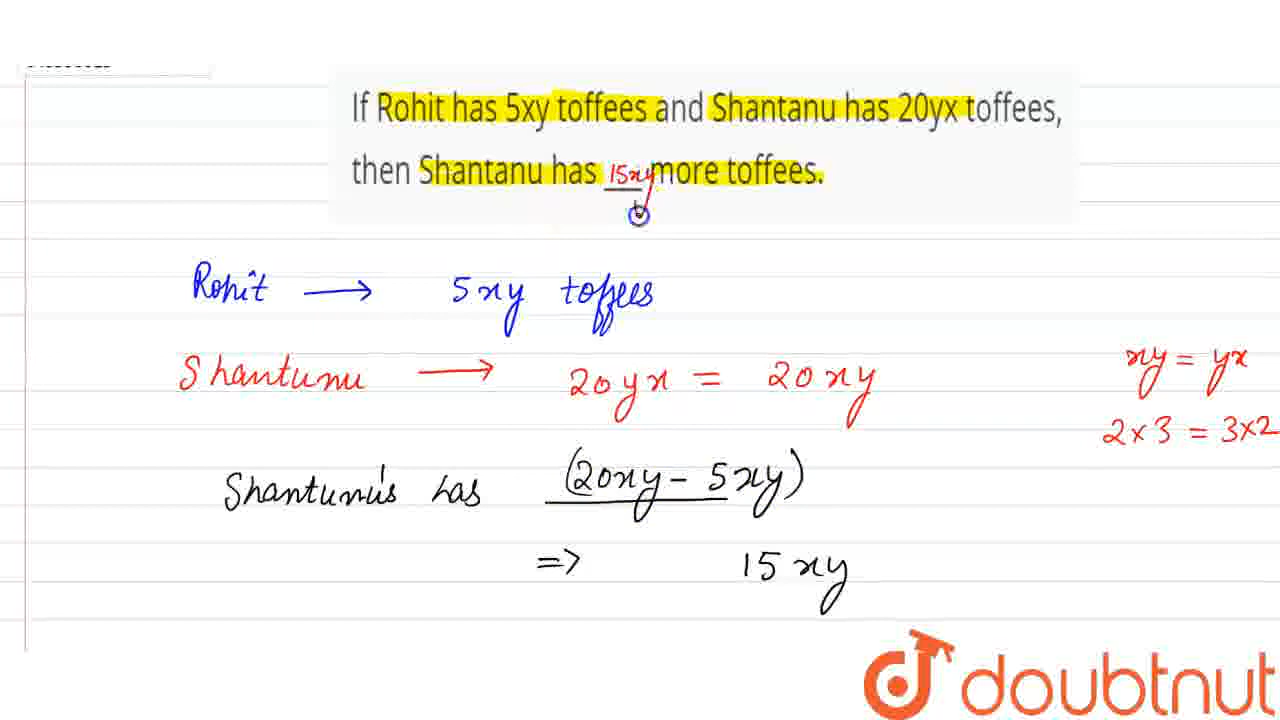 If Rohit has 5xy toffees and Shantanu has 20yx toffees,
then Shantanu has 15xy more toffees.
Rohit → 5xy toffees
Shantunu → 20yx = 20xy
xy = yx
2×3 = 3×2
Shantunu's has (20xy - 5xy)
=> 15xy
doubtnut